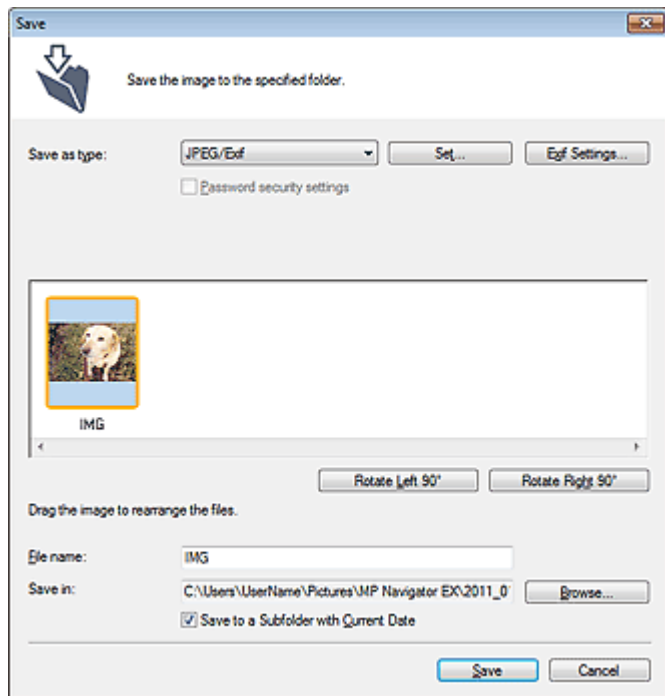 Save
Save the image to the specified folder.
Save as type: JPEG/Exif Set... Exif Settings...
Password security settings
IMG
Rotate Left 90° Rotate Right 90°
Drag the image to rearrange the files.
File name: IMG
Save in: C:\Users\UserName\Pictures\MP Navigator EX\2011_0 Browse...
Save to a Subfolder with Current Date
Save Cancel